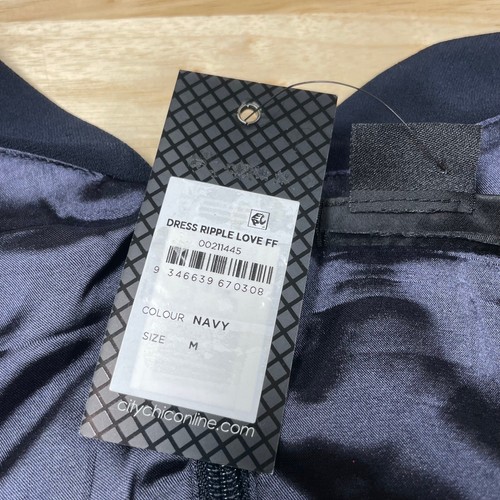 DRESS RIPPLE LOVE FF
00211445
9 346639 670308
COLOUR NAVY
SIZE M
citychiconline.com